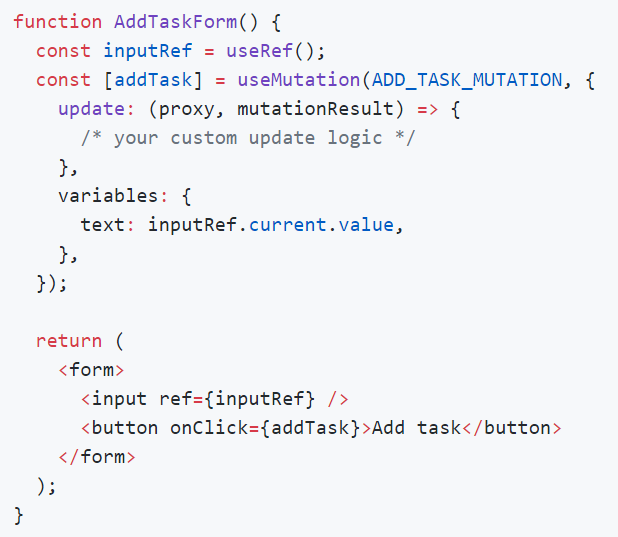 function AddTaskForm() {
  const inputRef = useRef();
  const [addTask] = useMutation(ADD_TASK_MUTATION, {
    update: (proxy, mutationResult) => {
      /* your custom update logic */
    },
    variables: {
      text: inputRef.current.value,
    },
  });

  return (
    <form>
      <input ref={inputRef} />
      <button onClick={addTask}>Add task</button>
    </form>
  );
}